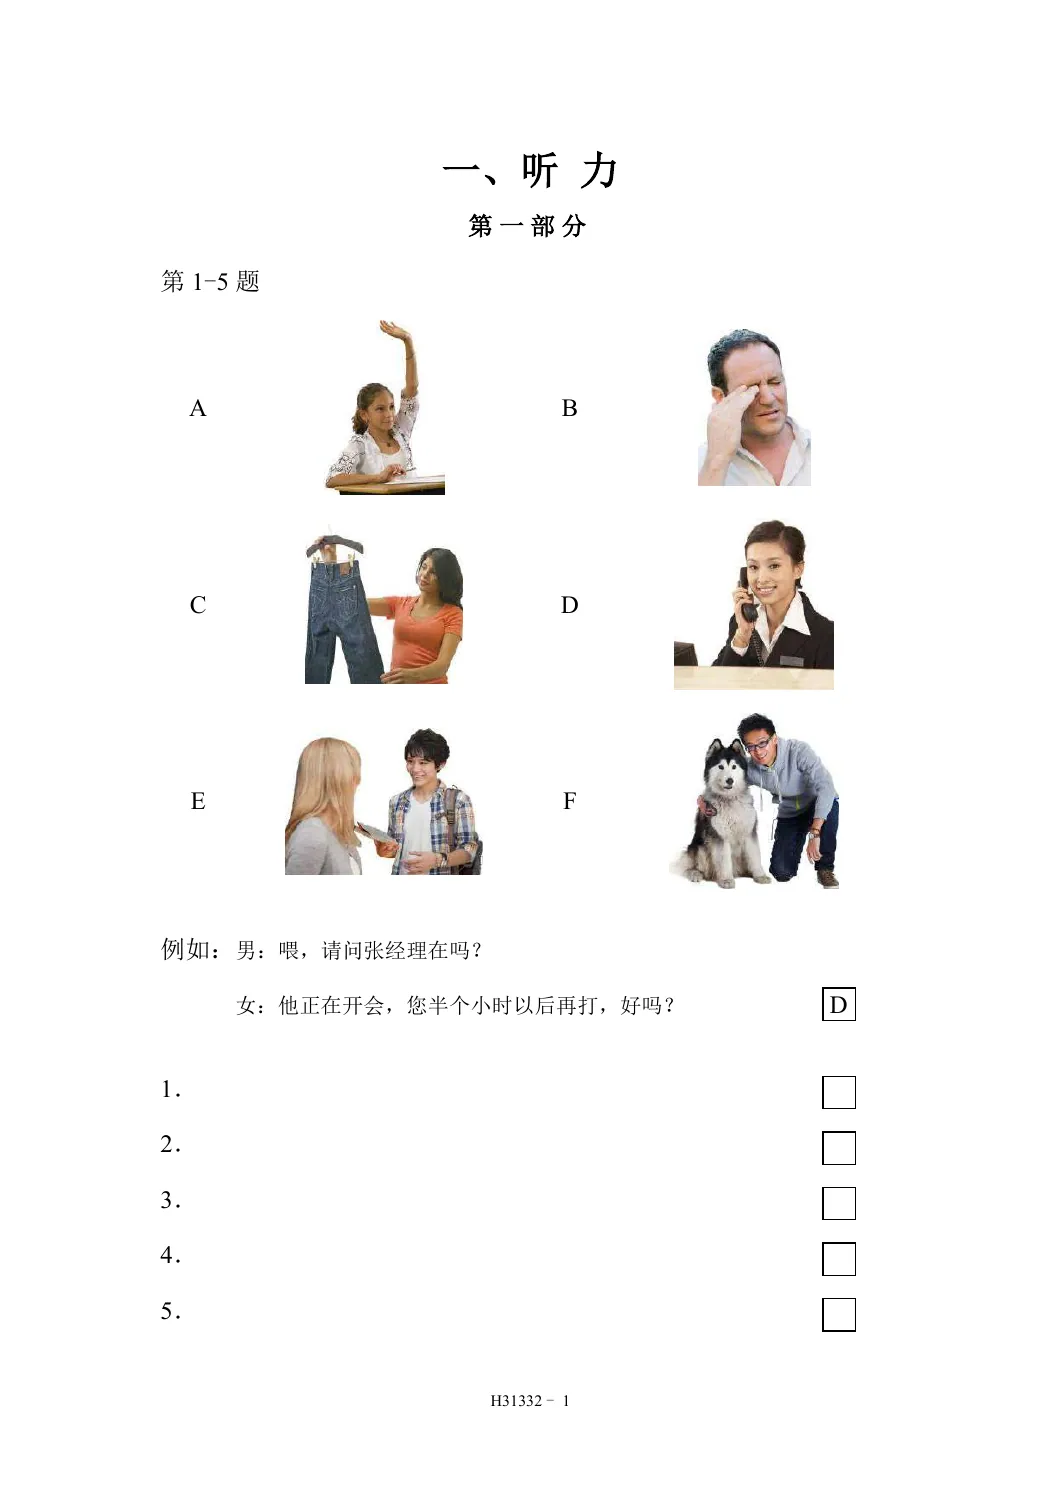 一、听 力
第 一 部 分
第 1-5 题
A
B
C
D
E
F
例如：男：喂，请问张经理在吗？
女：他正在开会，您半个小时以后再打，好吗？ D
1．
2．
3．
4．
5．
H31332 - 1